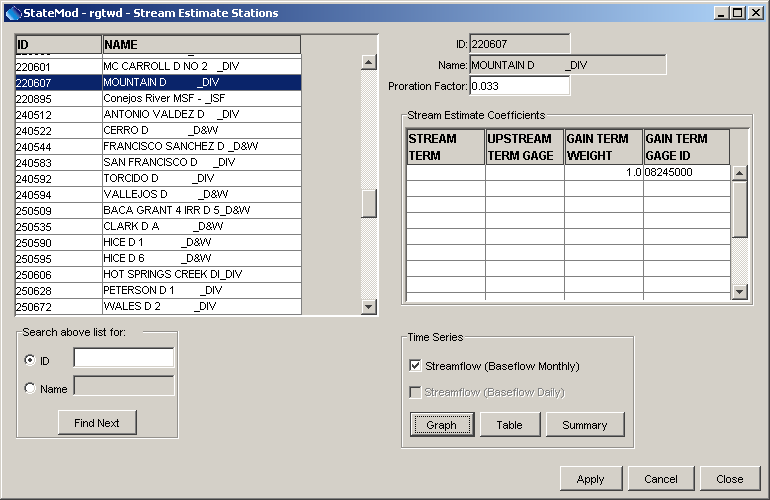 StateMod - rgtwd - Stream Estimate Stations
ID NAME
220601 MC CARROLL D NO 2 _DIV
220607 MOUNTAIN D _DIV
220895 Conejos River MSF - _ISF
240512 ANTONIO VALDEZ D _DIV
240522 CERRO D _D&W
240544 FRANCISCO SANCHEZ D _D&W
240583 SAN FRANCISCO D _DIV
240592 TORCIDO D _DIV
240594 VALLEJOS D _D&W
250509 BACA GRANT 4 IRR D 5_D&W
250535 CLARK D A _D&W
250590 HICE D 1 _D&W
250595 HICE D 6 _D&W
250606 HOT SPRINGS CREEK DI_DIV
250628 PETERSON D 1 _DIV
250672 WALES D 2 _DIV
Search above list for:
ID
Name
Find Next
ID: 220607
Name: MOUNTAIN D _DIV
Proration Factor: 0.033
Stream Estimate Coefficients
STREAM TERM
UPSTREAM TERM GAGE
GAIN TERM WEIGHT
GAIN TERM GAGE ID
1.0 08245000
Time Series
Streamflow (Baseflow Monthly)
Streamflow (Baseflow Daily)
Graph Table Summary
Apply Cancel Close